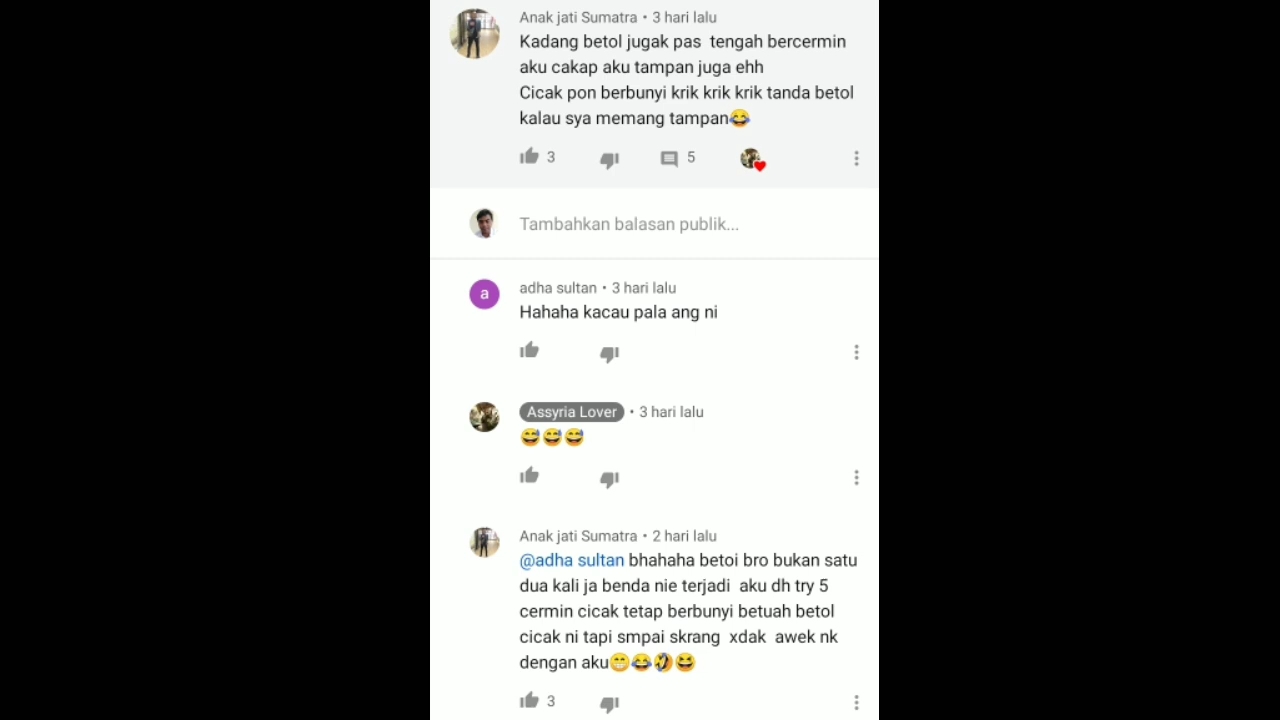 Anak jati Sumatra • 3 hari lalu
Kadang betol jugak pas tengah bercermin
aku cakap aku tampan juga ehh
Cicak pon berbunyi krik krik krik tanda betol
kalau sya memang tampan😂
3
5
Tambahkan balasan publik...
a
adha sultan • 3 hari lalu
Hahaha kacau pala ang ni
Assyria Lover • 3 hari lalu
😅😅😅
Anak jati Sumatra • 2 hari lalu
@adha sultan bhahaha betoi bro bukan satu
dua kali ja benda nie terjadi aku dh try 5
cermin cicak tetap berbunyi betuah betol
cicak ni tapi smpai skrang xdak awek nk
dengan aku😁😂🤣😆
3